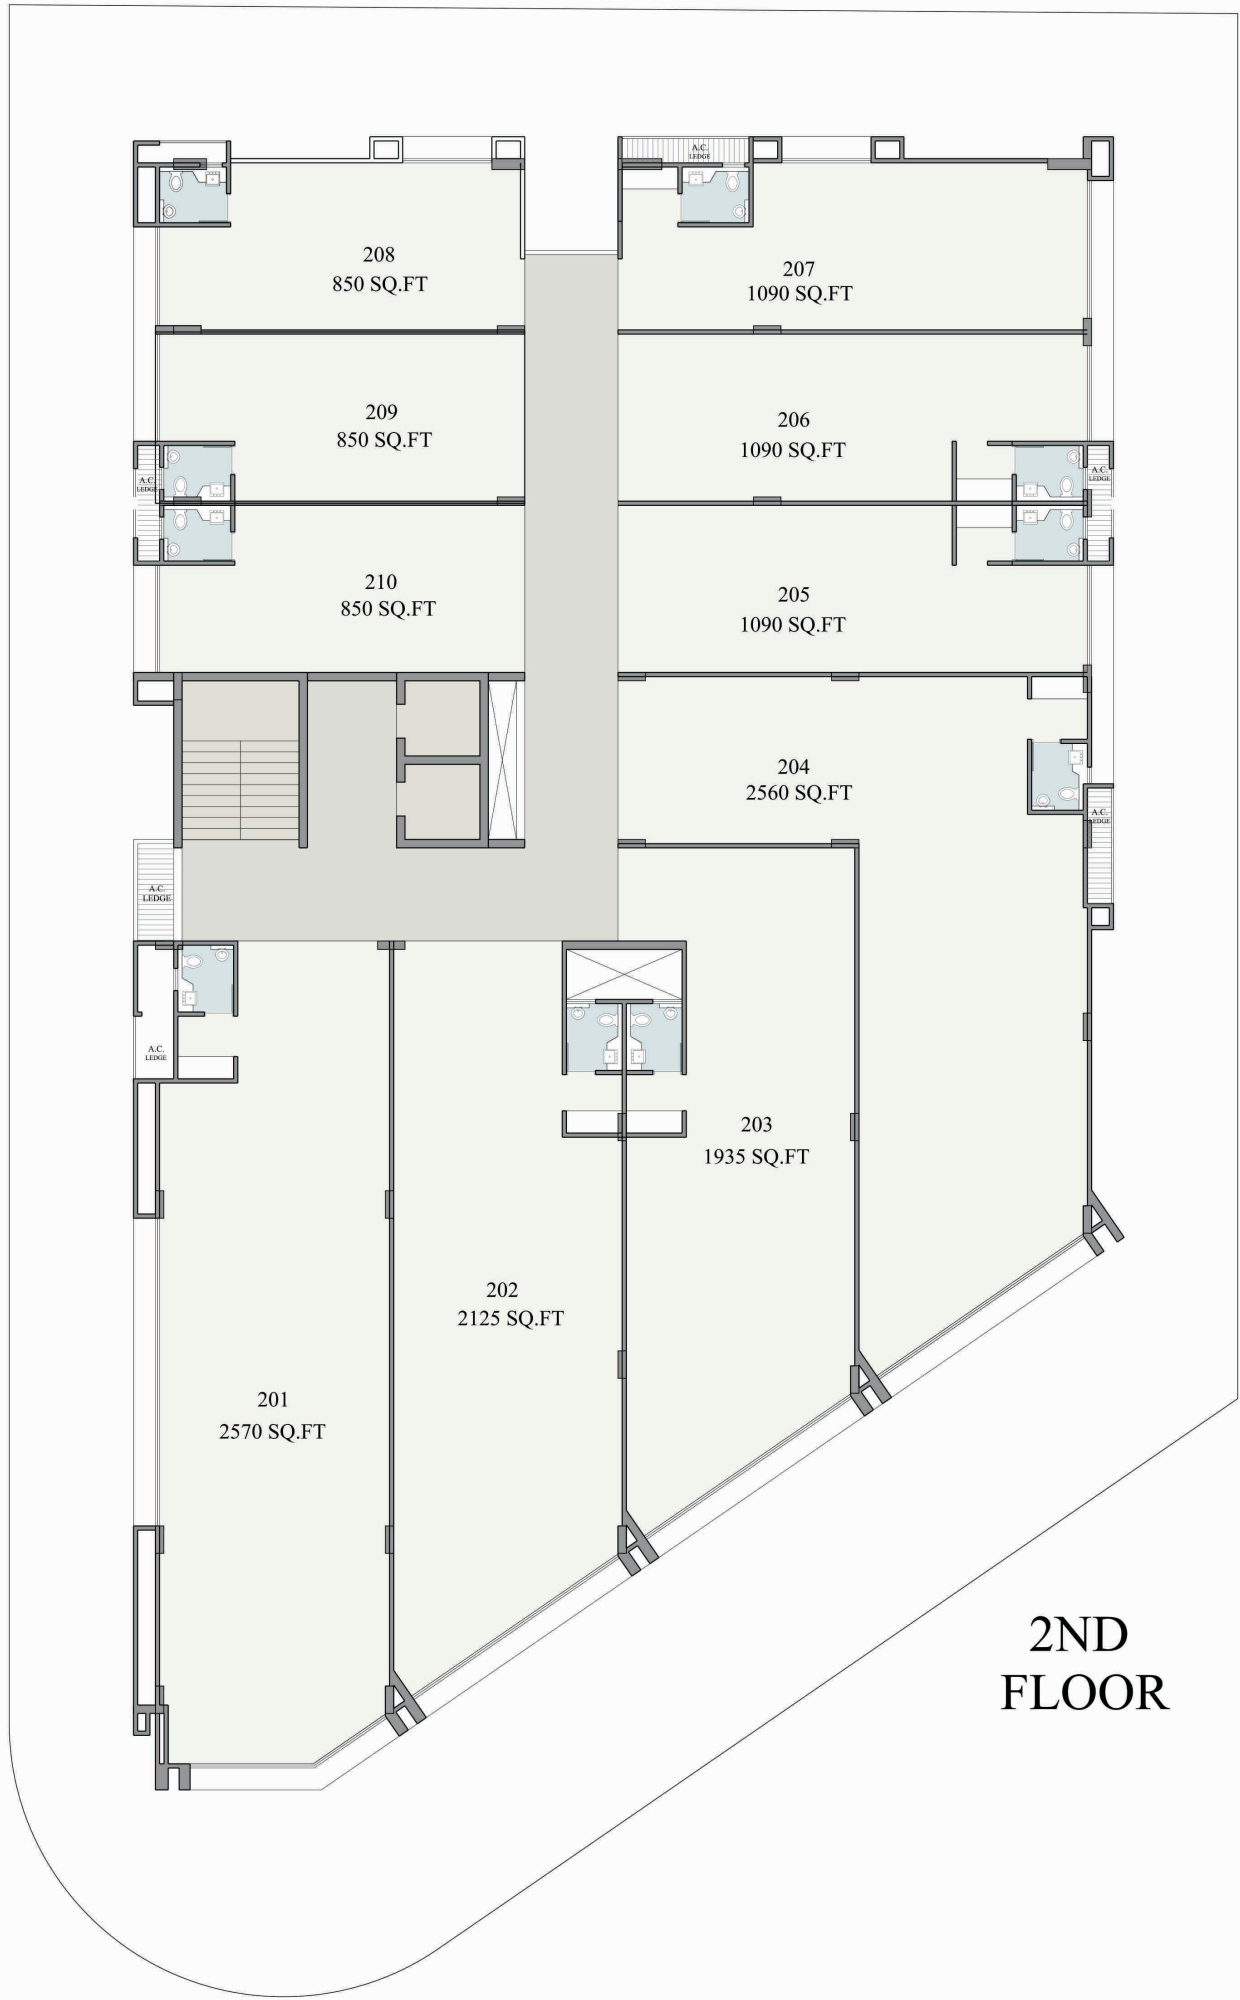 A.C.
LEDGE
208
850 SQ.FT
207
1090 SQ.FT
209
850 SQ.FT
206
1090 SQ.FT
A.C.
LEDGE
A.C.
LEDGE
210
850 SQ.FT
205
1090 SQ.FT
204
2560 SQ.FT
A.C.
LEDGE
A.C.
LEDGE
A.C.
LEDGE
203
1935 SQ.FT
202
2125 SQ.FT
201
2570 SQ.FT
2ND
FLOOR